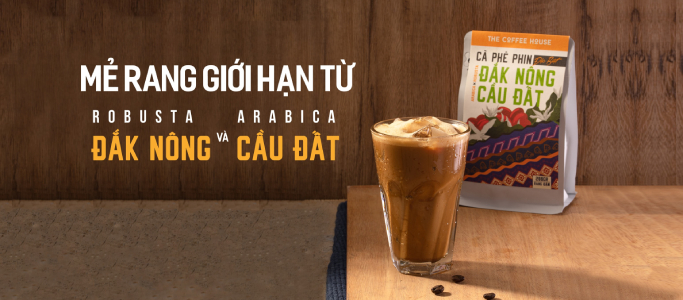 MẺ RANG GIỚI HẠN TỪ
ROBUSTA ARABICA
ĐẮK NÔNG VÀ CẦU ĐẤT
THE COFFEE HOUSE
CÀ PHÊ PHIN
ĐẮK NÔNG
CẦU ĐẤT